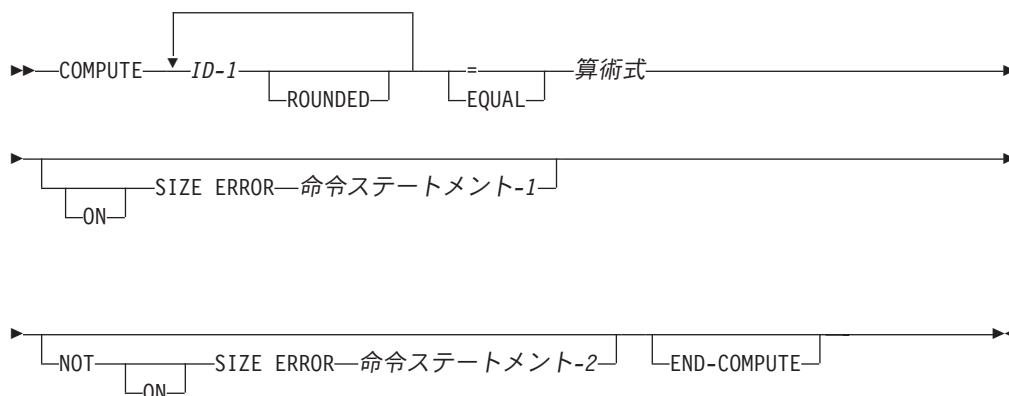 COMPUTE ID-1 = 算術式
ROUNDED EQUAL
SIZE ERROR 命令ステートメント-1
ON
NOT SIZE ERROR 命令ステートメント-2 END-COMPUTE
ON